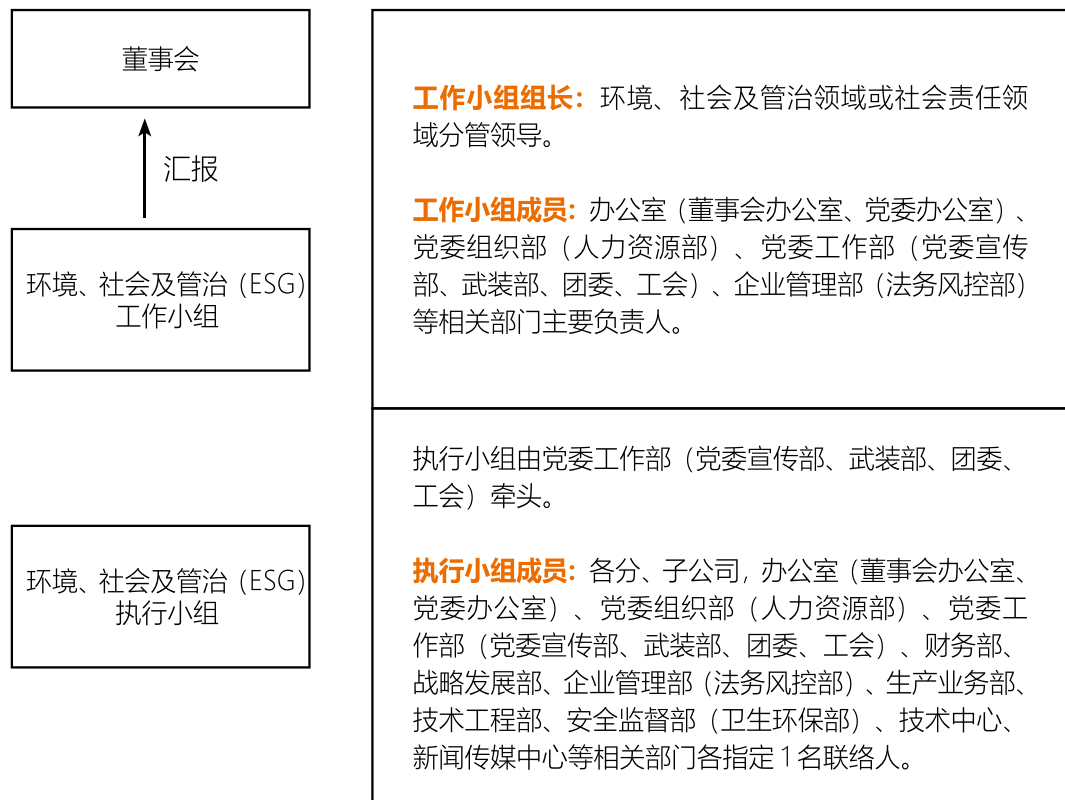 董事会
汇报
环境、社会及管治（ESG）
工作小组
工作小组组长：环境、社会及管治领域或社会责任领
域分管领导。
工作小组成员：办公室（董事会办公室、党委办公室）、
党委组织部（人力资源部）、党委工作部（党委宣传
部、武装部、团委、工会）、企业管理部（法务风控部）
等相关部门主要负责人。
环境、社会及管治（ESG）
执行小组
执行小组由党委工作部（党委宣传部、武装部、团委、
工会）牵头。
执行小组成员：各分、子公司，办公室（董事会办公室、
党委办公室）、党委组织部（人力资源部）、党委工
作部（党委宣传部、武装部、团委、工会）、财务部、
战略发展部、企业管理部（法务风控部）、生产业务部、
技术工程部、安全监督部（卫生环保部）、技术中心、
新闻传媒中心等相关部门各指定1名联络人。